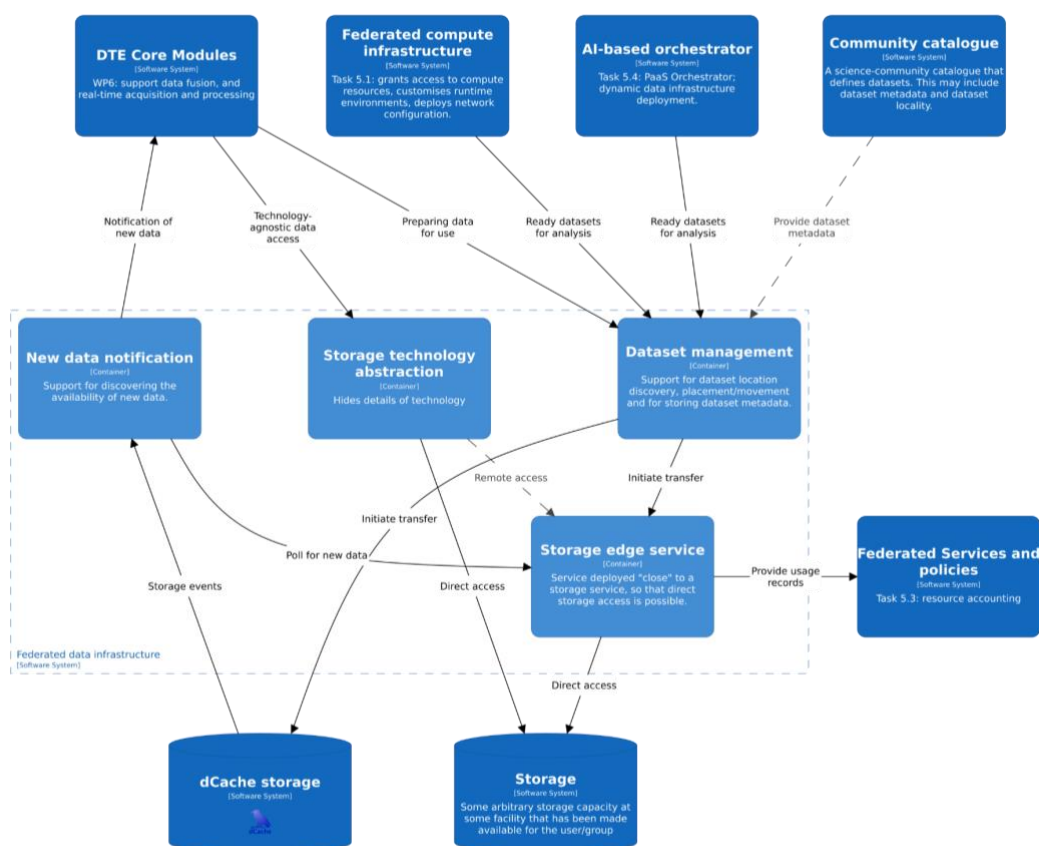 DTE Core Modules
[Software System]
WP6: support data fusion, and
real-time acquisition and processing
Federated compute
infrastructure
[Software System]
Task 5.1: grants access to compute
resources, customises runtime
environments, deploys network
configuration.
AI-based orchestrator
[Software System]
Task 5.4: PaaS Orchestrator;
dynamic data infrastructure
deployment.
Community catalogue
[Software System]
A science-community catalogue that
defines datasets. This may include
dataset metadata and dataset
locality.
Notification of
new data
Technology-
agnostic data
access
Preparing data
for use
Ready datasets
for analysis
Ready datasets
for analysis
Provide dataset
metadata
New data notification
[Container]
Support for discovering the
availability of new data.
Storage technology
abstraction
[Container]
Hides details of technology
Dataset management
[Container]
Support for dataset location
discovery, placement/movement
and for storing dataset metadata.
Remote access
Initiate transfer
Initiate transfer
Poll for new data
Storage events
Direct access
Storage edge service
[Container]
Service deployed "close" to a
storage service, so that direct
storage access is possible.
Provide usage
records
Federated Services and
policies
[Software System]
Task 5.3: resource accounting
Federated data infrastructure
[Software System]
Direct access
dCache storage
[Software System]
dCache
Storage
[Software System]
Some arbitrary storage capacity at
some facility that has been made
available for the user/group